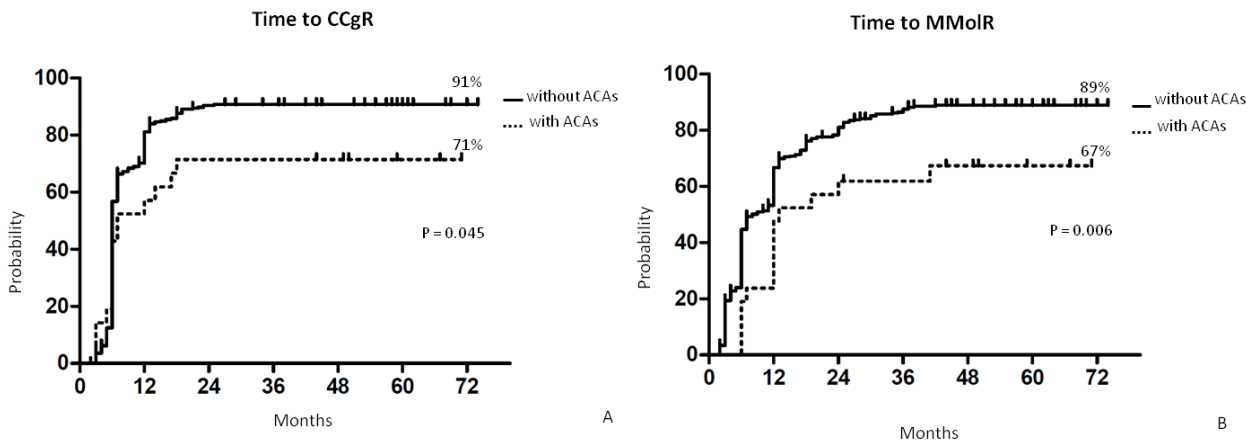 Time to CCgR
100
80
60
40
20
0
0 12 24 36 48 60 72
Probability
Months
91%
71%
without ACAs
with ACAs
P = 0.045
A
Time to MMolR
100
80
60
40
20
0
0 12 24 36 48 60 72
Probability
Months
89%
67%
without ACAs
with ACAs
P = 0.006
B